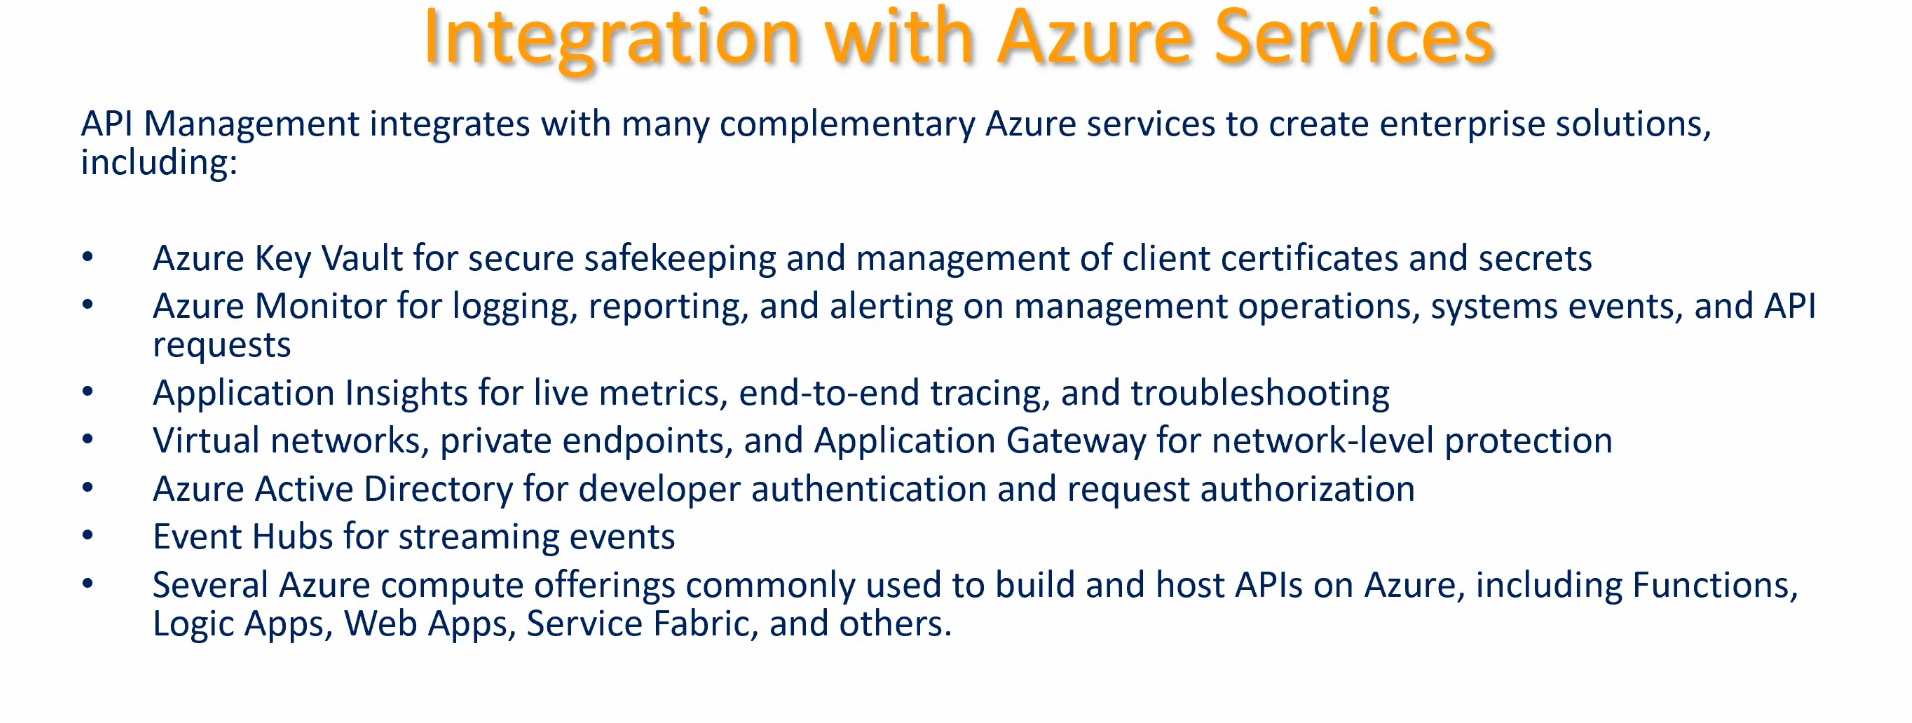 Integration with Azure Services
API Management integrates with many complementary Azure services to create enterprise solutions,
including:
• Azure Key Vault for secure safekeeping and management of client certificates and secrets
• Azure Monitor for logging, reporting, and alerting on management operations, systems events, and API
requests
• Application Insights for live metrics, end-to-end tracing, and troubleshooting
• Virtual networks, private endpoints, and Application Gateway for network-level protection
• Azure Active Directory for developer authentication and request authorization
• Event Hubs for streaming events
• Several Azure compute offerings commonly used to build and host APIs on Azure, including Functions,
Logic Apps, Web Apps, Service Fabric, and others.